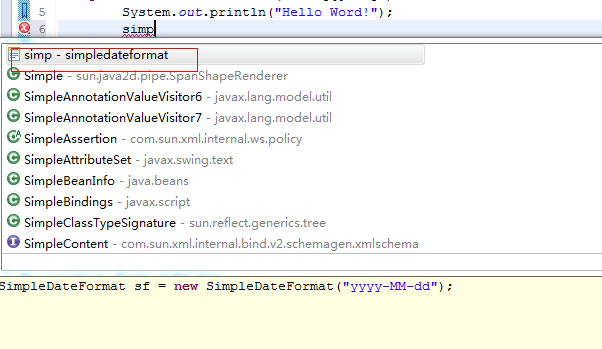 5 System.out.println("Hello Word!");
6 simp
simp - simpledateformat
Simple - sun.java2d.pipe.SpanShapeRenderer
SimpleAnnotationValueVisitor6 - javax.lang.model.util
SimpleAnnotationValueVisitor7 - javax.lang.model.util
SimpleAssertion - com.sun.xml.internal.ws.policy
SimpleAttributeSet - javax.swing.text
SimpleBeanInfo - java.beans
SimpleBindings - javax.script
SimpleClassTypeSignature - sun.reflect.generics.tree
SimpleContent - com.sun.xml.internal.bind.v2.schemagen.xmlschema
SimpleDateFormat sf = new SimpleDateFormat("yyyy-MM-dd");